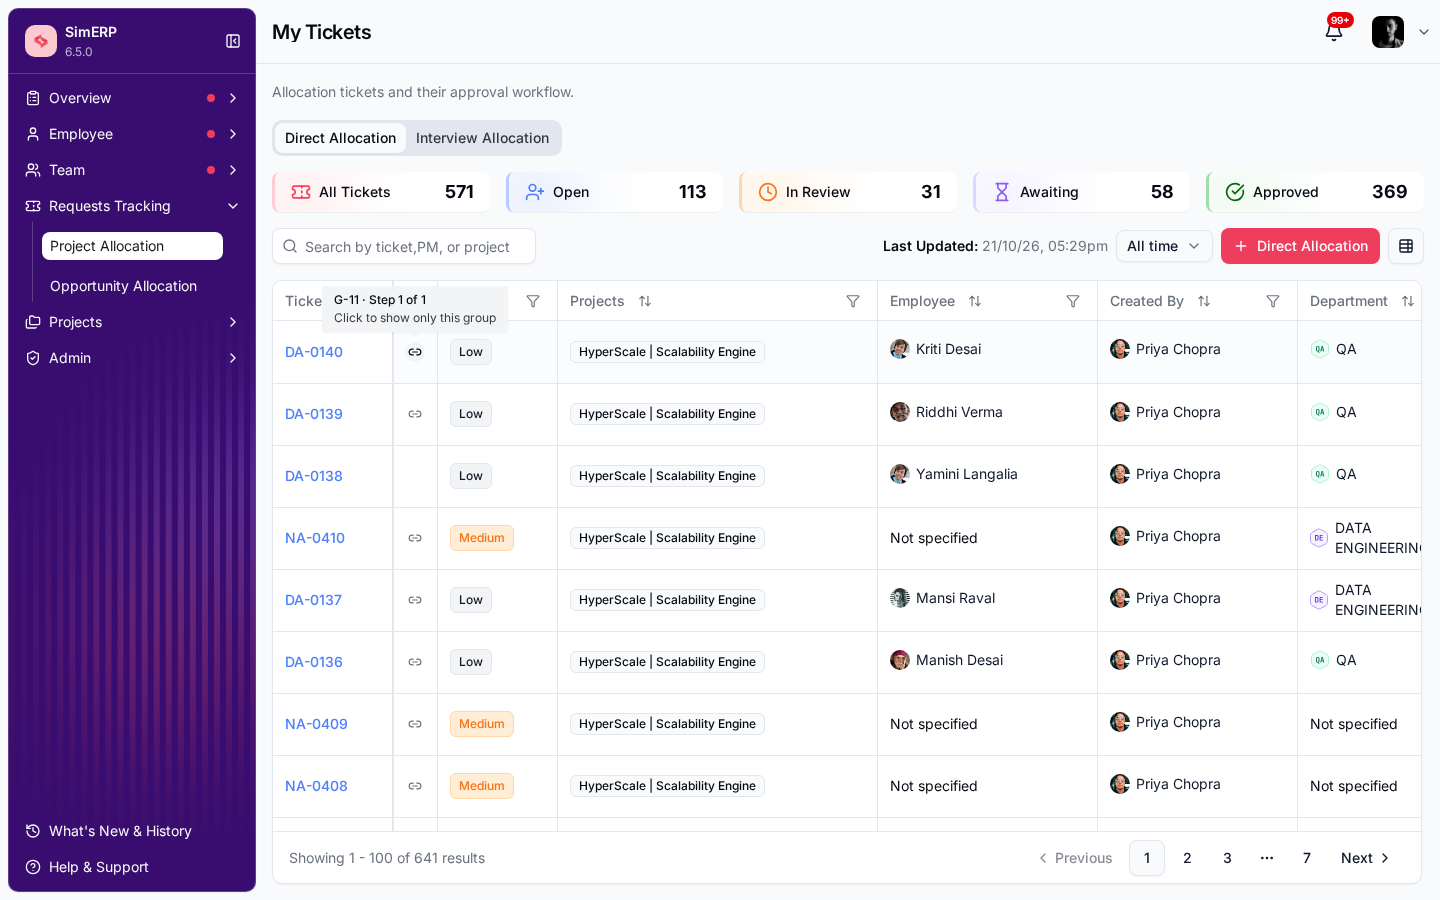 SimERP
6.5.0
Overview
Employee
Team
Requests Tracking
Project Allocation
Opportunity Allocation
Projects
Admin
What's New & History
Help & Support
My Tickets
99+
Allocation tickets and their approval workflow.
Direct Allocation Interview Allocation
All Tickets 571
Open 113
In Review 31
Awaiting 58
Approved 369
Search by ticket,PM, or project
Last Updated: 21/10/26, 05:29pm
All time
Direct Allocation
G-11 · Step 1 of 1
Click to show only this group
Projects Employee Created By Department
DA-0140 Low HyperScale | Scalability Engine Kriti Desai Priya Chopra QA QA
DA-0139 Low HyperScale | Scalability Engine Riddhi Verma Priya Chopra QA QA
DA-0138 Low HyperScale | Scalability Engine Yamini Langalia Priya Chopra QA QA
NA-0410 Medium HyperScale | Scalability Engine Not specified Priya Chopra DE DATA
ENGINEERING
DA-0137 Low HyperScale | Scalability Engine Mansi Raval Priya Chopra DE DATA
ENGINEERING
DA-0136 Low HyperScale | Scalability Engine Manish Desai Priya Chopra QA QA
NA-0409 Medium HyperScale | Scalability Engine Not specified Priya Chopra Not specified
NA-0408 Medium HyperScale | Scalability Engine Not specified Priya Chopra Not specified
Showing 1 - 100 of 641 results
Previous 1 2 3 ••• 7 Next